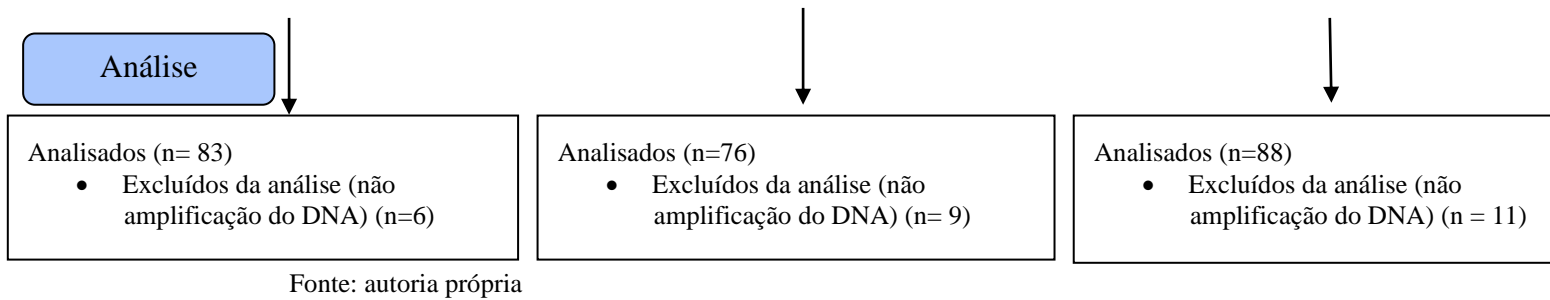 Análise
Analisados (n= 83)
• Excluídos da análise (não
amplificação do DNA) (n=6)
Analisados (n=76)
• Excluídos da análise (não
amplificação do DNA) (n= 9)
Analisados (n=88)
• Excluídos da análise (não
amplificação do DNA) (n = 11)
Fonte: autoria própria